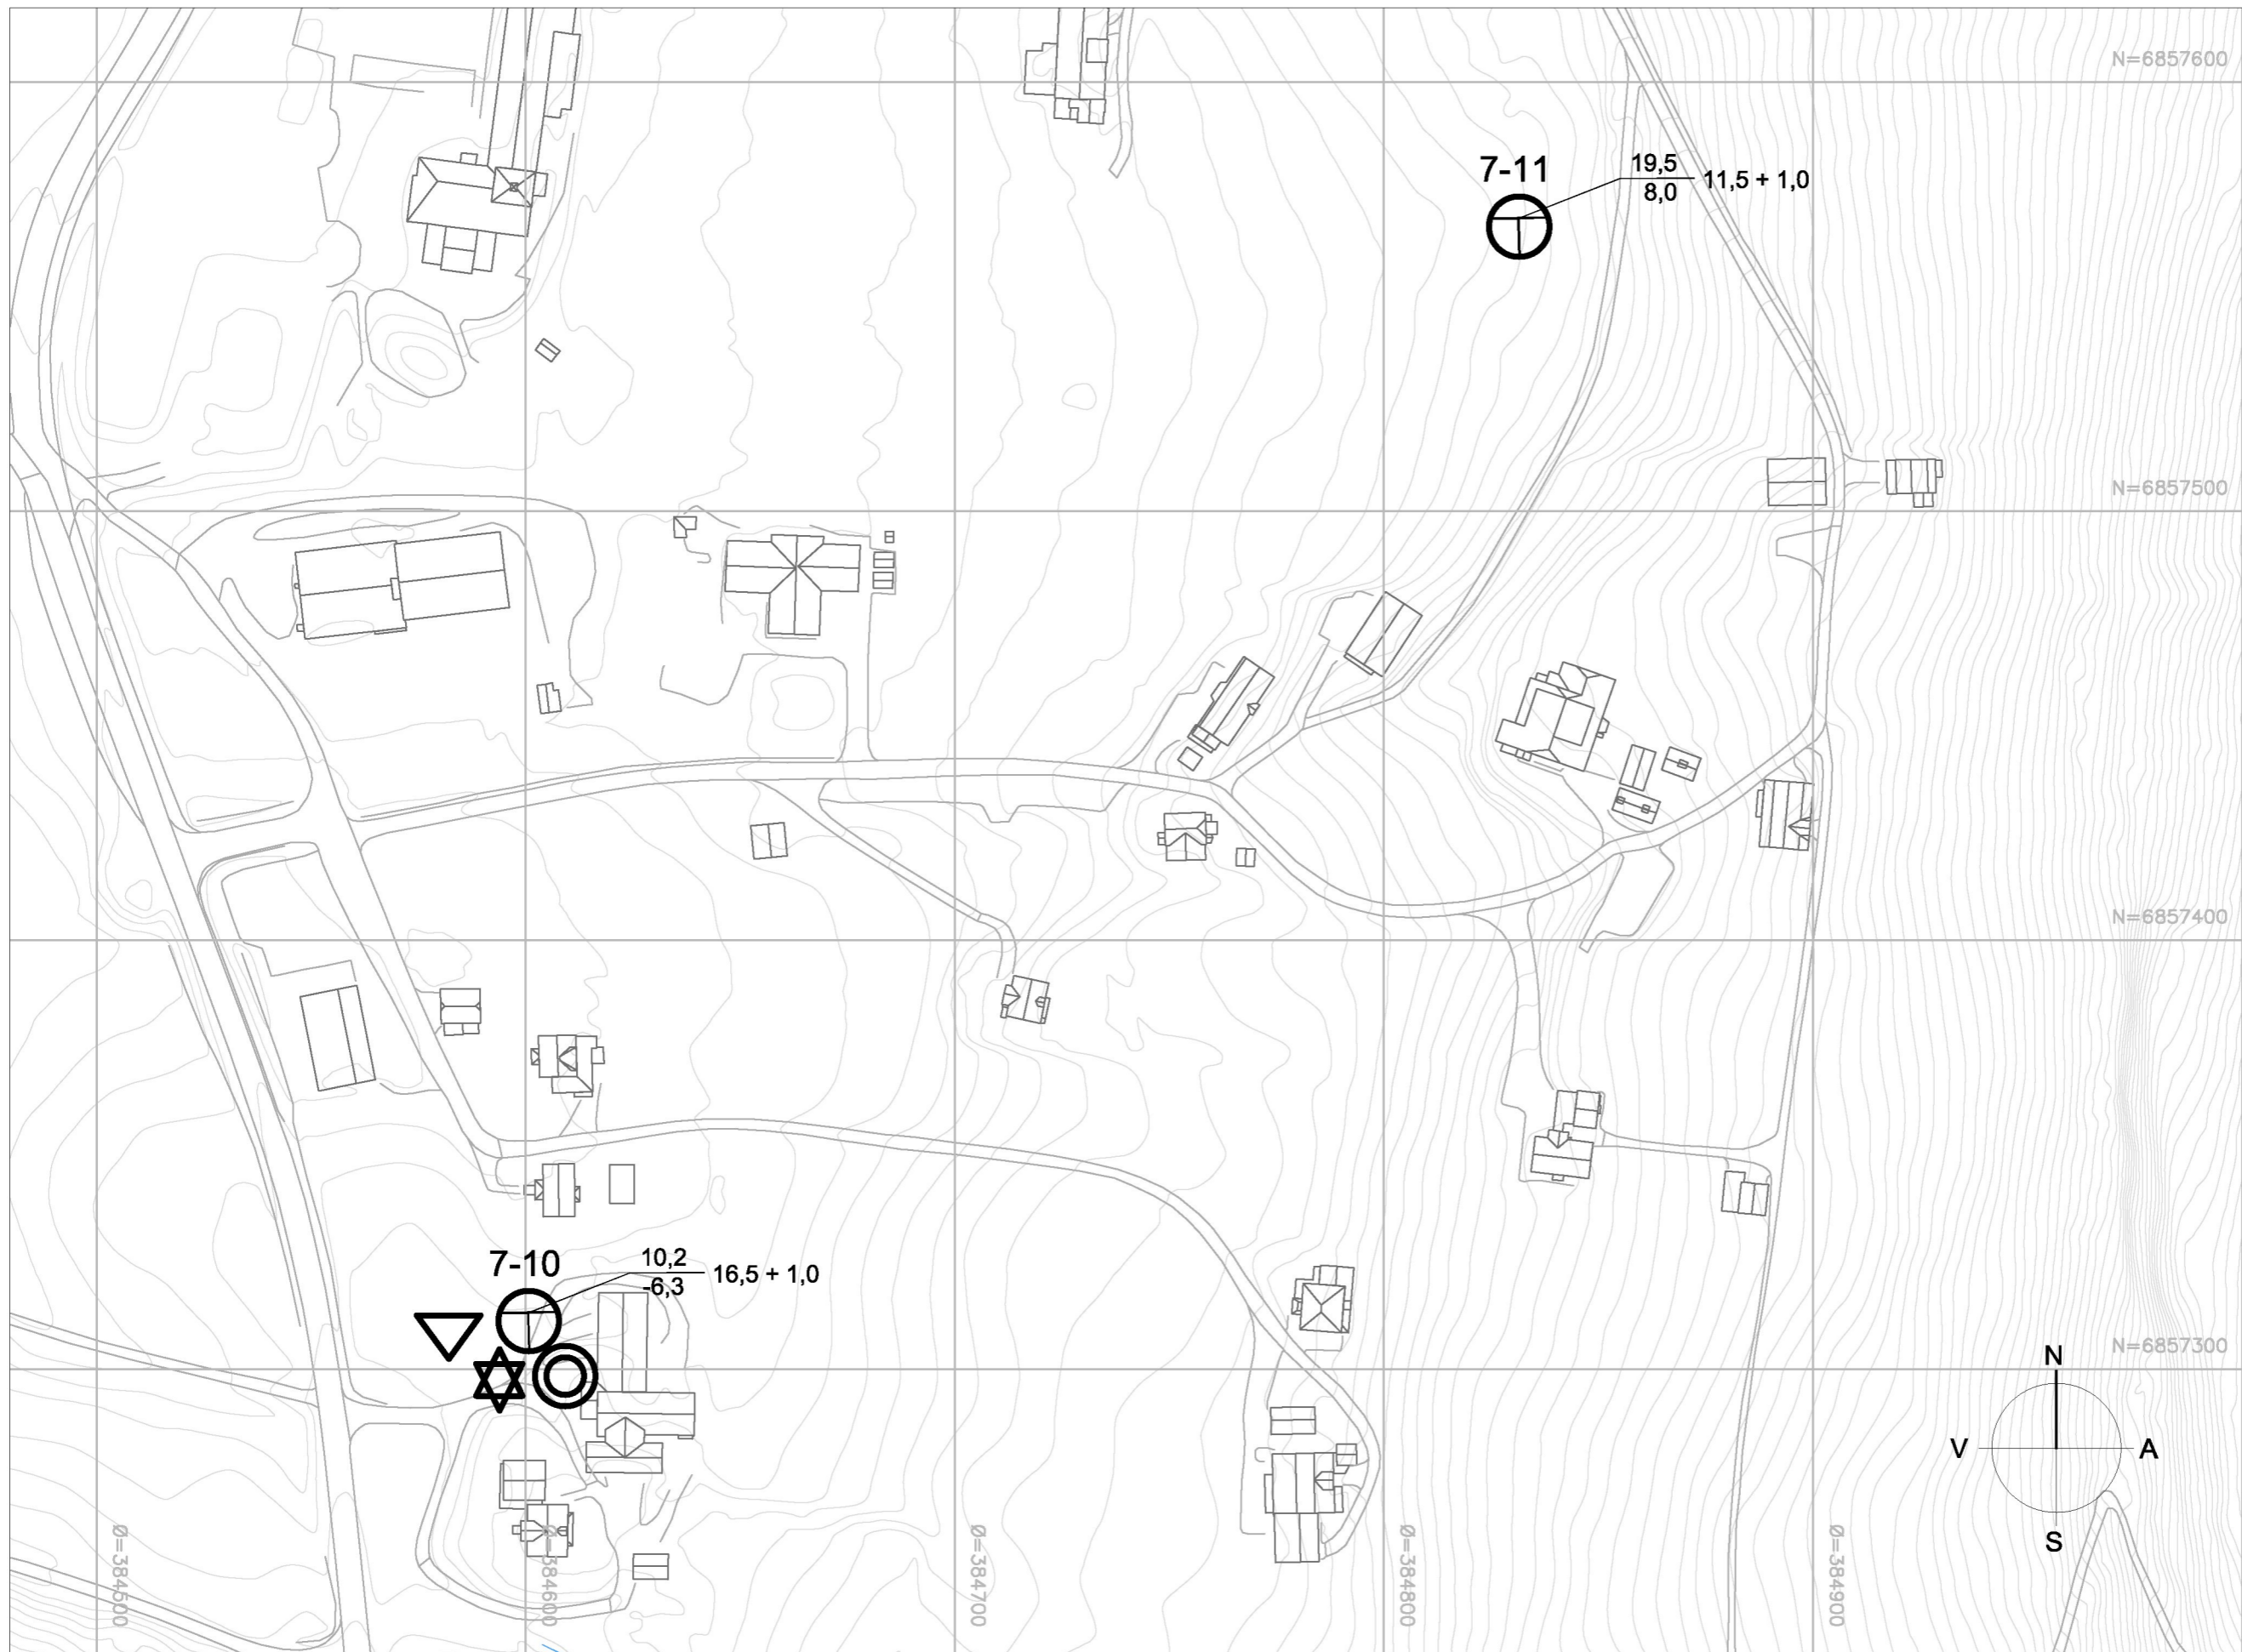 N=6857600
7-11
19,5
8,0
11,5 + 1,0
N=6857500
N=6857400
7-10
10,2
-6,3
16,5 + 1,0
N=6857300
N
V
A
S
Ø=384500
Ø=384600
Ø=384700
Ø=384800
Ø=384900